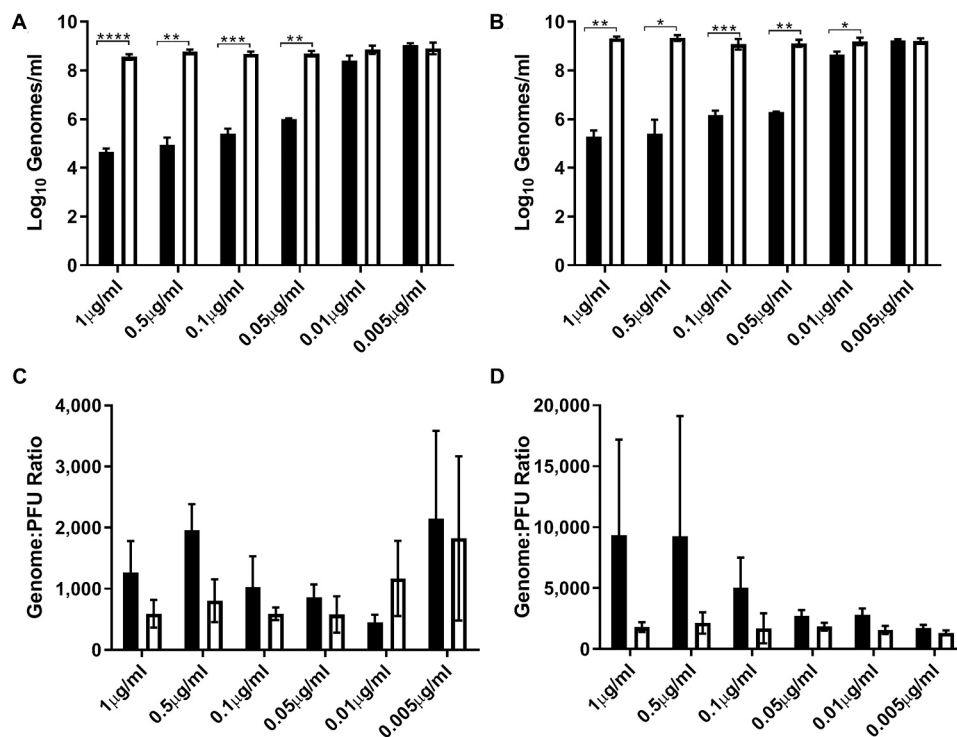 A
B
10
8
6
4
2
0
Log10 Genomes/ml
****
**
***
**
1µg/ml
0.5µg/ml
0.1µg/ml
0.05µg/ml
0.01µg/ml
0.005µg/ml
10
8
6
4
2
0
Log10 Genomes/ml
**
*
***
**
*
1µg/ml
0.5µg/ml
0.1µg/ml
0.05µg/ml
0.01µg/ml
0.005µg/ml
C
D
4,000
3,000
2,000
1,000
0
Genome:PFU Ratio
1µg/ml
0.5µg/ml
0.1µg/ml
0.05µg/ml
0.01µg/ml
0.005µg/ml
20,000
15,000
10,000
5,000
0
Genome:PFU Ratio
1µg/ml
0.5µg/ml
0.1µg/ml
0.05µg/ml
0.01µg/ml
0.005µg/ml